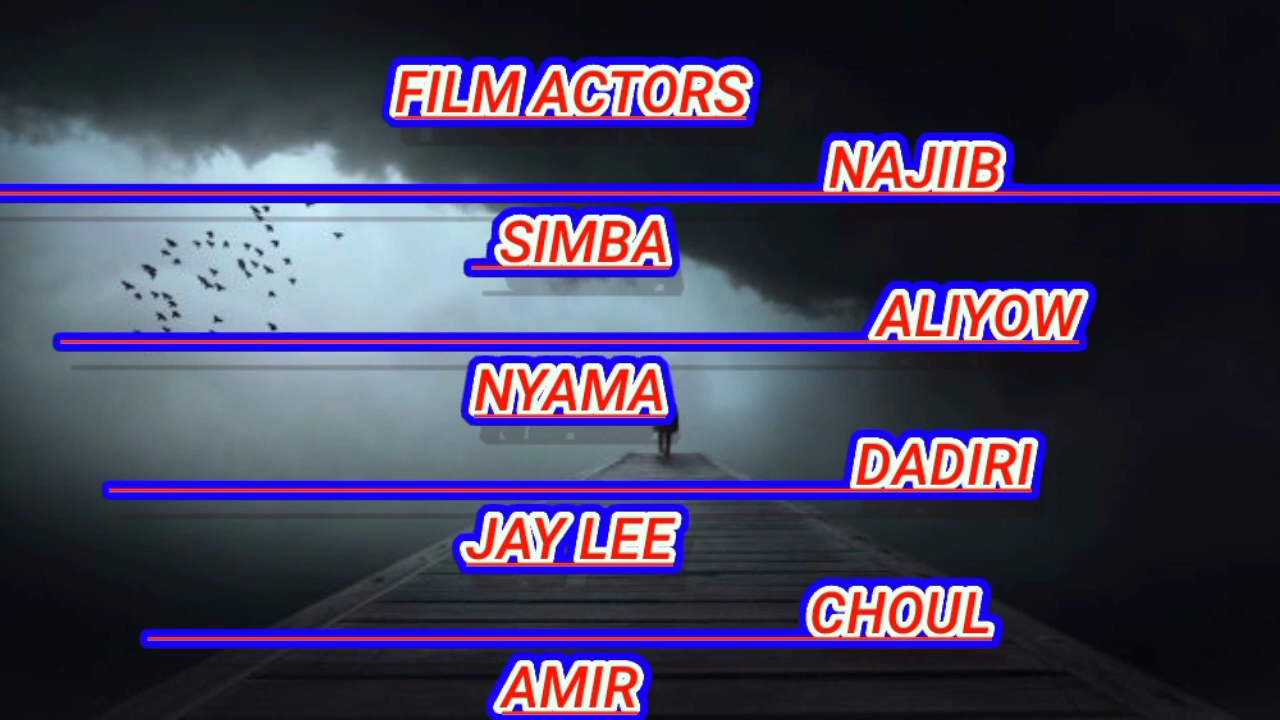 FILM ACTORS
NAJIIB
SIMBA
ALIYOW
NYAMA
DADIRI
JAY LEE
CHOUL
AMIR